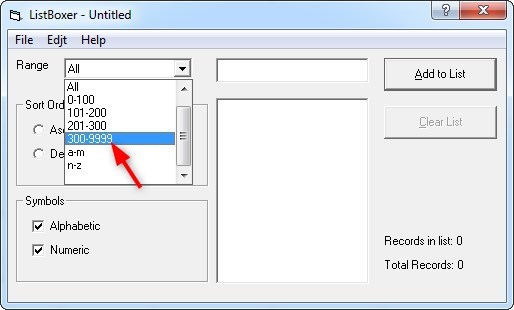 ListBoxer - Untitled
File Edjt Help
Range All Add to List
All
0-100
101-200
201-300
300-9999
a-m
n-z
Sort Ord
As
De
Clear List
Symbols
Alphabetic
Numeric
Records in list: 0
Total Records: 0